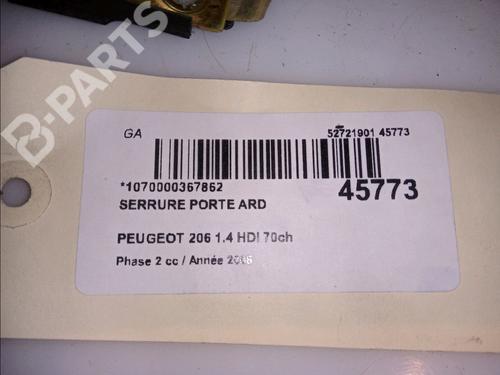 B-PARTS
GA
52721901 45773
*1070000367862
45773
SERRURE PORTE ARD
PEUGEOT 206 1.4 HDI 70ch
Phase 2 cc / Année